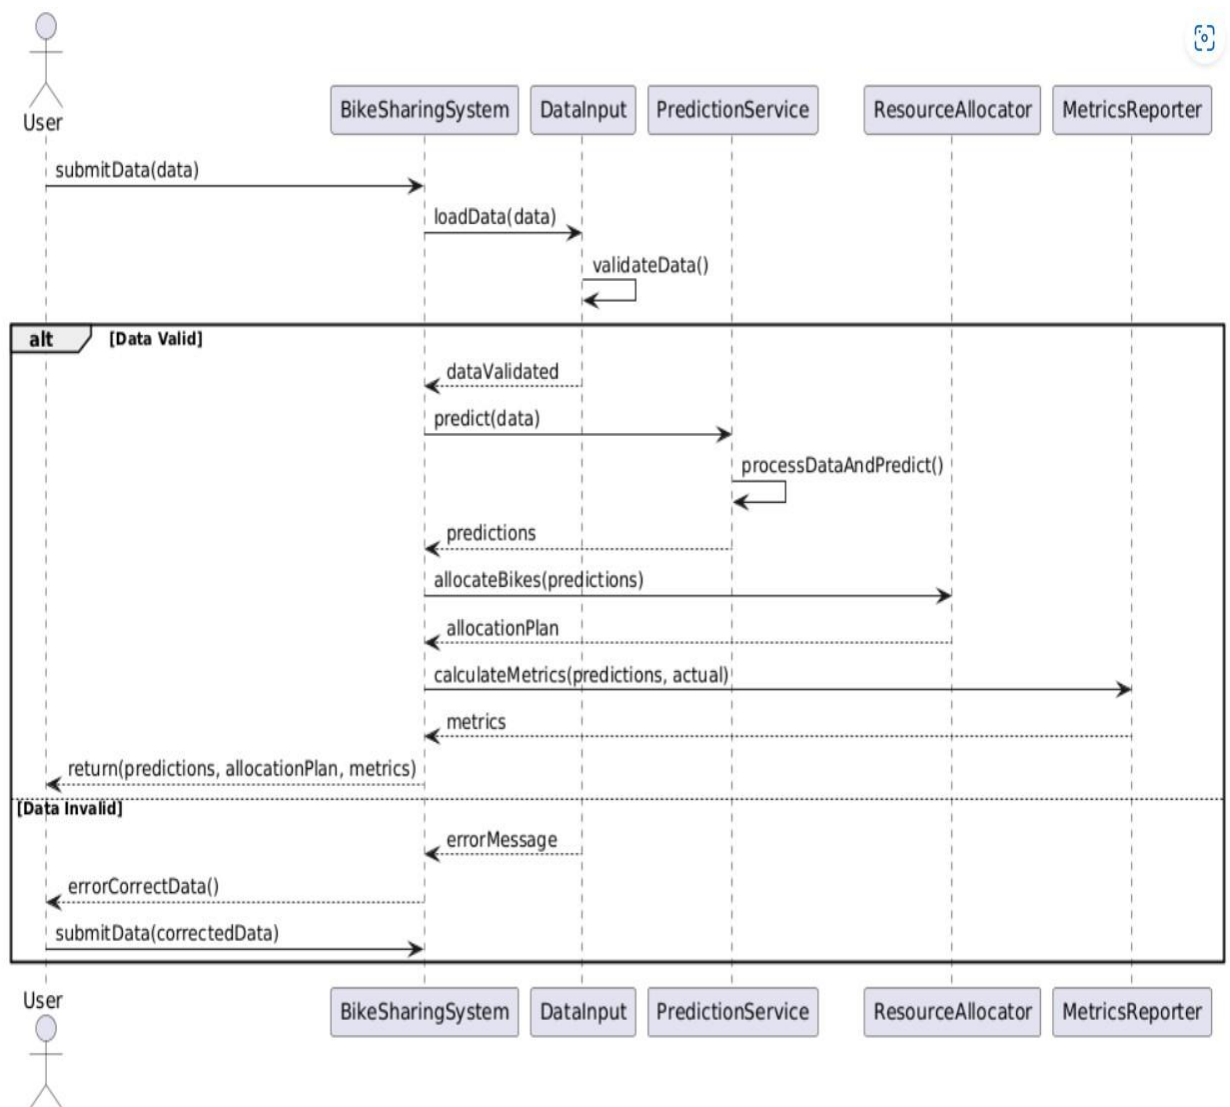 User
BikeSharingSystem
DataInput
PredictionService
ResourceAllocator
MetricsReporter
submitData(data)
loadData(data)
validateData()
alt
[Data Valid]
dataValidated
predict(data)
processDataAndPredict()
predictions
allocateBikes(predictions)
allocationPlan
calculateMetrics(predictions, actual)
metrics
return(predictions, allocationPlan, metrics)
[Data Invalid]
errorMessage
errorCorrectData()
submitData(correctedData)
User
BikeSharingSystem
DataInput
PredictionService
ResourceAllocator
MetricsReporter